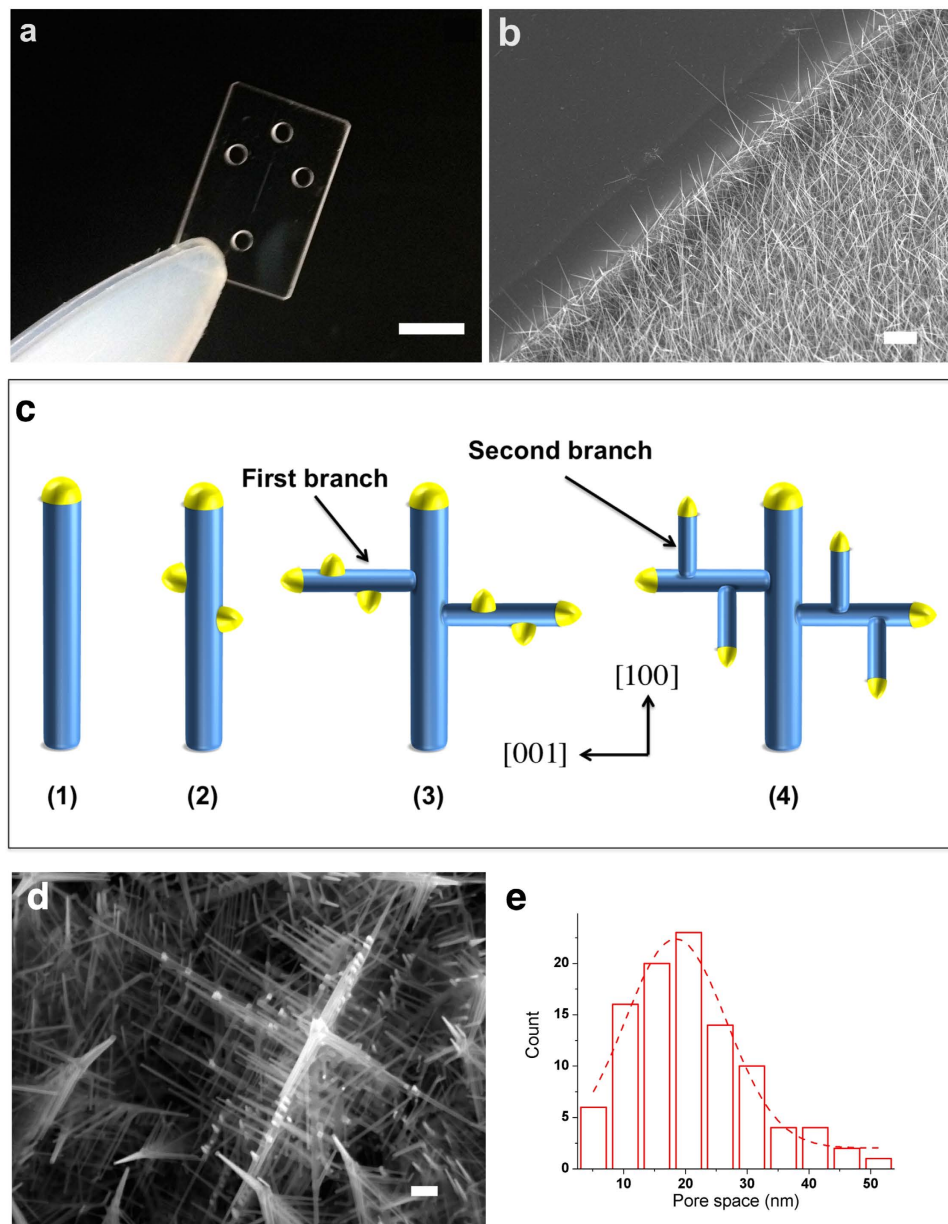 a
b
c
First branch
Second branch
[100]
[001]
(1)
(2)
(3)
(4)
d
e
20
15
10
5
0
Count
10
20
30
40
50
Pore space (nm)